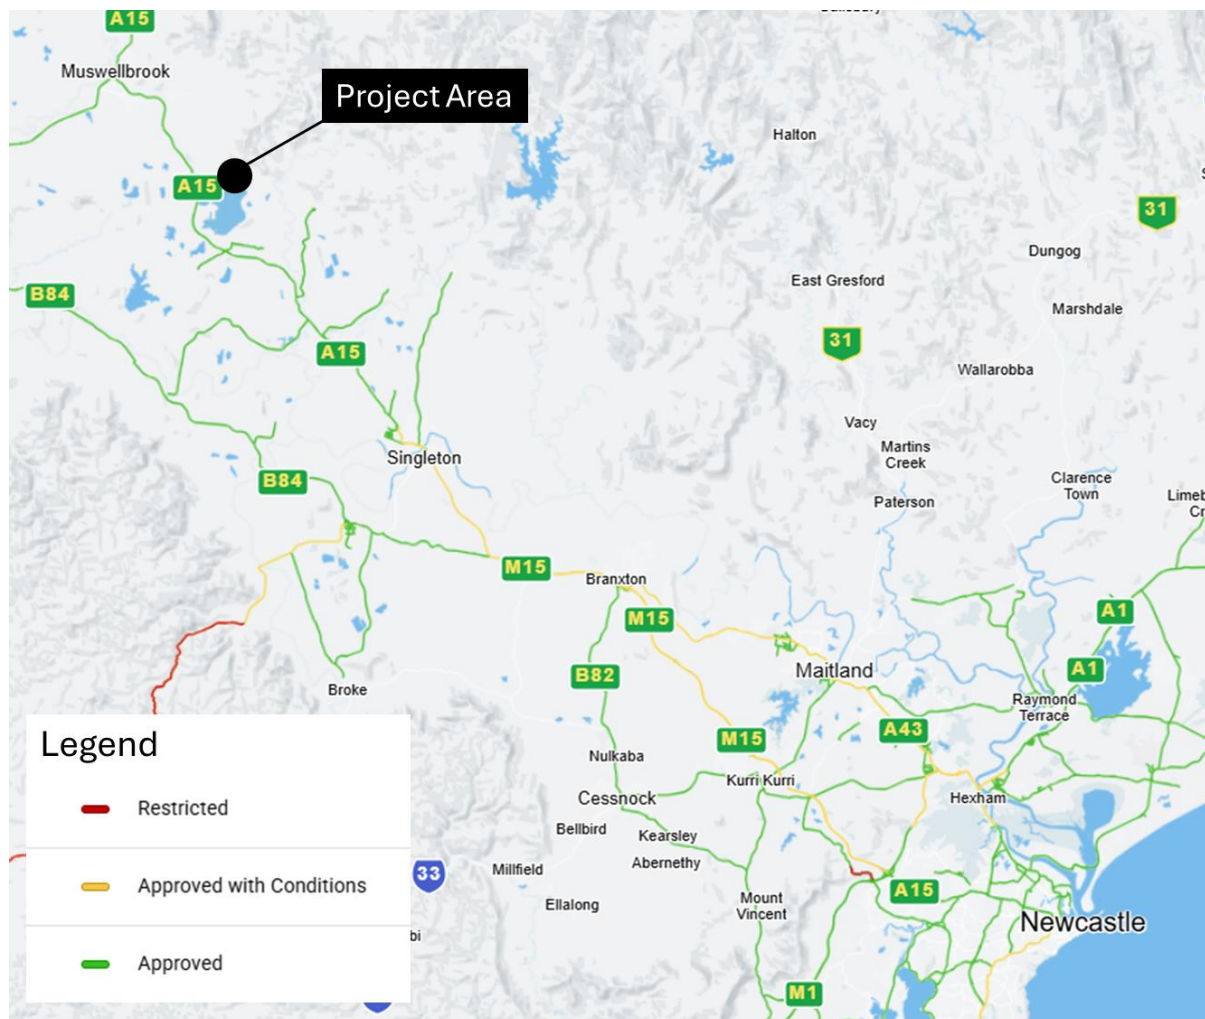 A15
Muswellbrook
Project Area
Halton
A15
31
Dungog
East Gresford
B84
Marshdale
31
A15
Wallarobba
Vacy
Martins
Creek
Singleton
B84
Clarence
Town
Paterson
M15
Branxton
A1
M15
Maitland
A1
B82
Broke
Raymond
Terrace
A43
Legend
M15
Nulkaba
Kurri Kurri
Cessnock
Hexham
Restricted
Bellbird
Kearsley
Abernethy
Millfield
33
Approved with Conditions
A15
Ellalong
Mount
Vincent
Newcastle
bi
Approved
M1